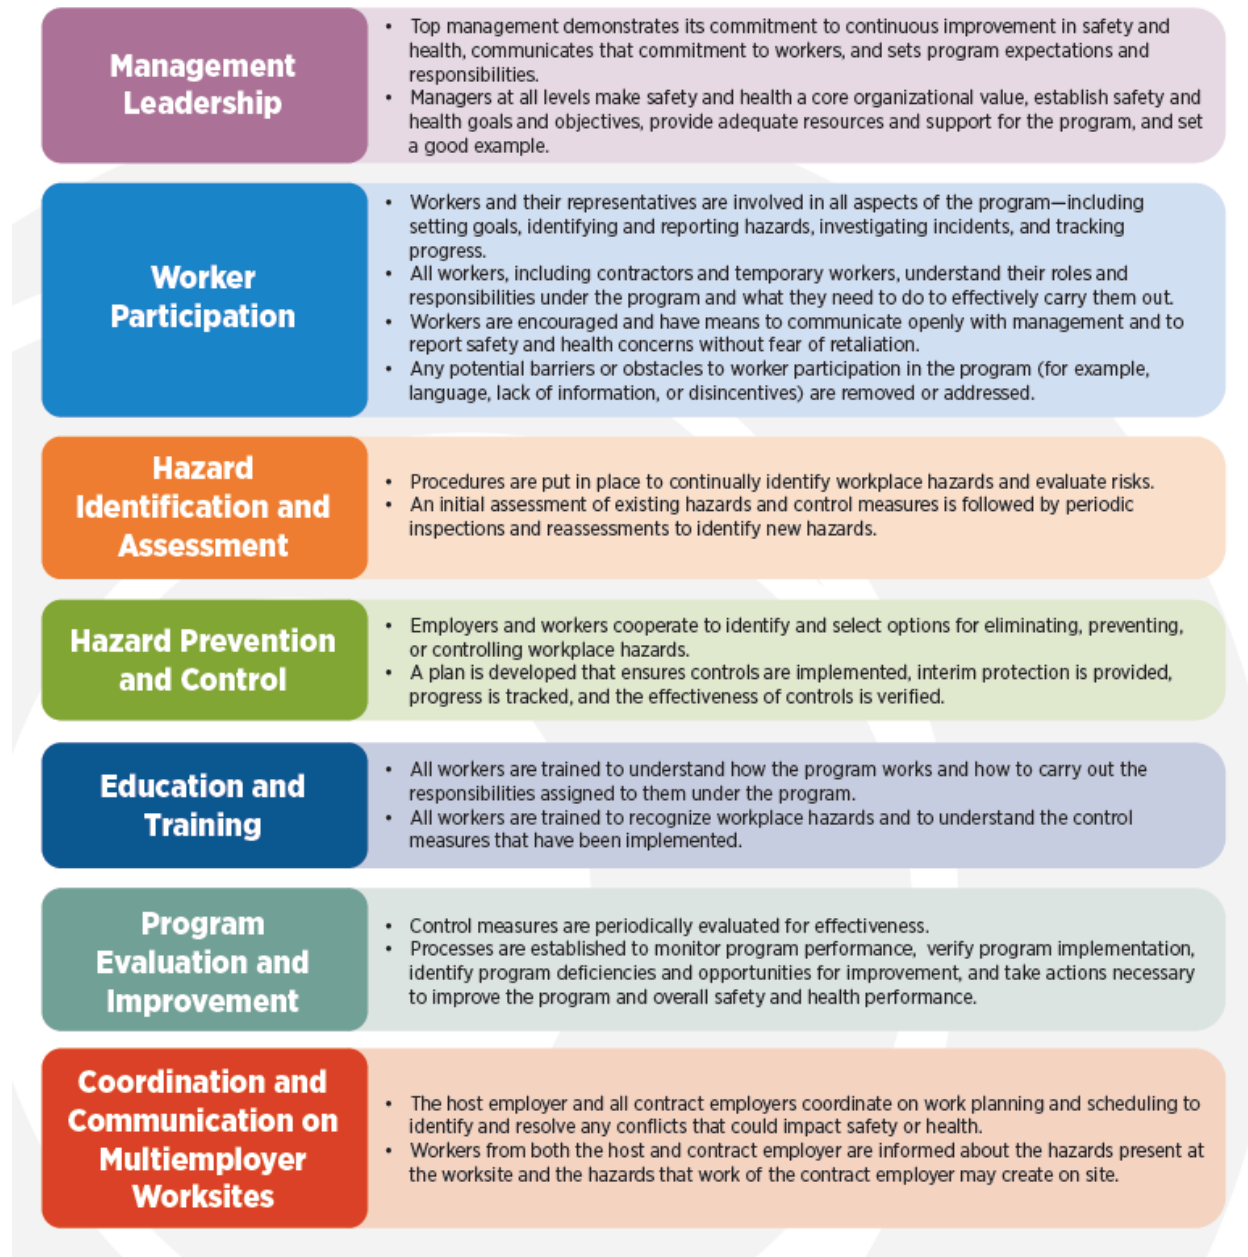 Management
Leadership
• Top management demonstrates its commitment to continuous improvement in safety and
health, communicates that commitment to workers, and sets program expectations and
responsibilities.
• Managers at all levels make safety and health a core organizational value, establish safety and
health goals and objectives, provide adequate resources and support for the program, and set
a good example.
Worker
Participation
• Workers and their representatives are involved in all aspects of the program—including
setting goals, identifying and reporting hazards, investigating incidents, and tracking
progress.
• All workers, including contractors and temporary workers, understand their roles and
responsibilities under the program and what they need to do to effectively carry them out.
• Workers are encouraged and have means to communicate openly with management and to
report safety and health concerns without fear of retaliation.
• Any potential barriers or obstacles to worker participation in the program (for example,
language, lack of information, or disincentives) are removed or addressed.
Hazard
Identification and
Assessment
• Procedures are put in place to continually identify workplace hazards and evaluate risks.
• An initial assessment of existing hazards and control measures is followed by periodic
inspections and reassessments to identify new hazards.
Hazard Prevention
and Control
• Employers and workers cooperate to identify and select options for eliminating, preventing,
or controlling workplace hazards.
• A plan is developed that ensures controls are implemented, interim protection is provided,
progress is tracked, and the effectiveness of controls is verified.
Education and
Training
• All workers are trained to understand how the program works and how to carry out the
responsibilities assigned to them under the program.
• All workers are trained to recognize workplace hazards and to understand the control
measures that have been implemented.
Program
Evaluation and
Improvement
• Control measures are periodically evaluated for effectiveness.
• Processes are established to monitor program performance, verify program implementation,
identify program deficiencies and opportunities for improvement, and take actions necessary
to improve the program and overall safety and health performance.
Coordination and
Communication on
Multiemployer
Worksites
• The host employer and all contract employers coordinate on work planning and scheduling to
identify and resolve any conflicts that could impact safety or health.
• Workers from both the host and contract employer are informed about the hazards present at
the worksite and the hazards that work of the contract employer may create on site.